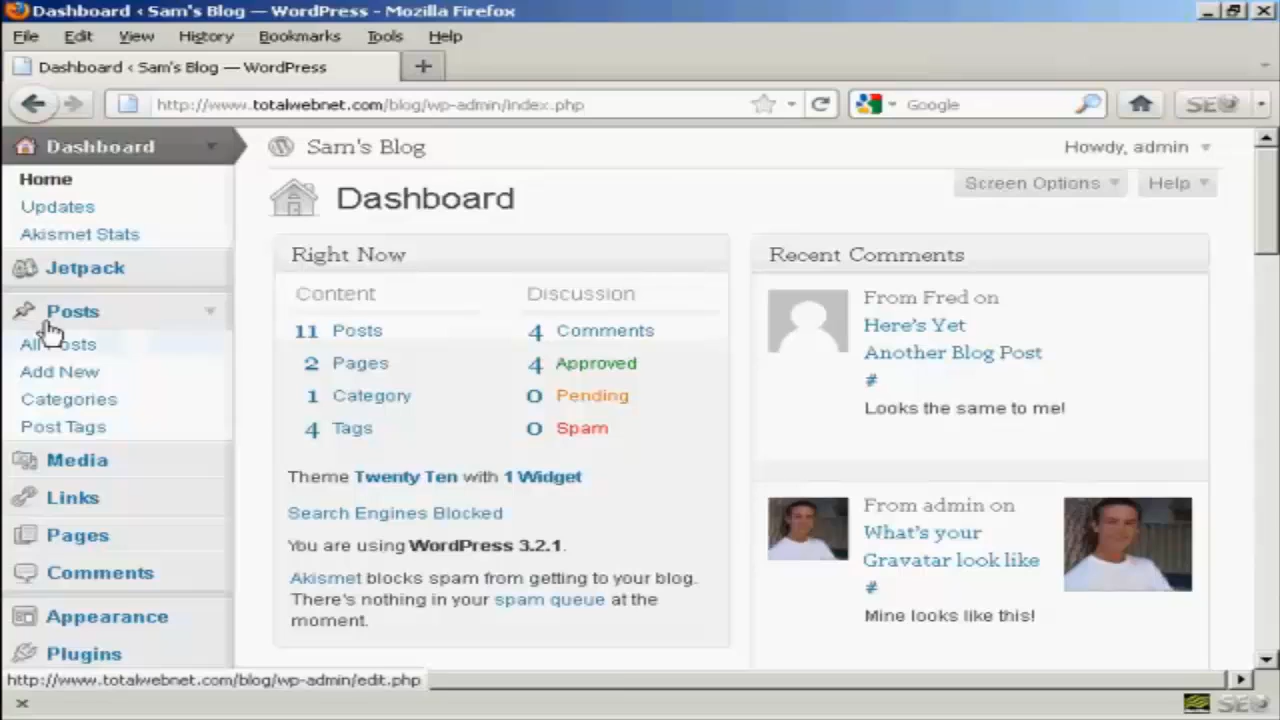 Dashboard ‹ Sam's Blog — WordPress - Mozilla Firefox
File Edit View History Bookmarks Tools Help
Dashboard ‹ Sam's Blog — WordPress
http://www.totalwebnet.com/blog/wp-admin/index.php
Google
SEO
Dashboard
Home
Updates
Akismet Stats
Jetpack
Posts
All Posts
Add New
Categories
Post Tags
Media
Links
Pages
Comments
Appearance
Plugins
Sam's Blog
Howdy, admin
Screen Options
Help
Dashboard
Right Now
Content
Discussion
11 Posts
4 Comments
2 Pages
4 Approved
1 Category
0 Pending
4 Tags
0 Spam
Theme Twenty Ten with 1 Widget
Search Engines Blocked
You are using WordPress 3.2.1.
Akismet blocks spam from getting to your blog.
There's nothing in your spam queue at the
moment.
Recent Comments
From Fred on
Here's Yet
Another Blog Post
#
Looks the same to me!
From admin on
What's your
Gravatar look like
#
Mine looks like this!
http://www.totalwebnet.com/blog/wp-admin/edit.php
SEO